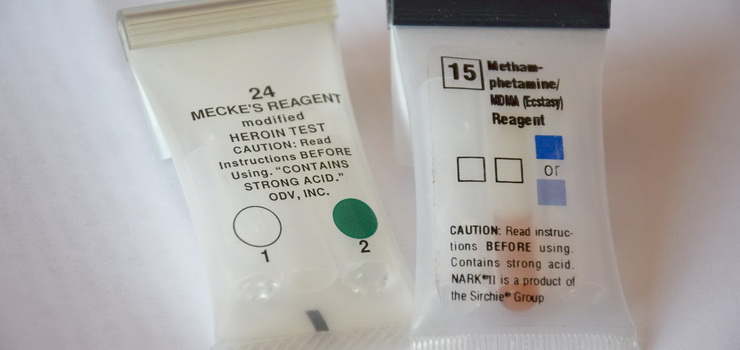 24
MECKE'S REAGENT
modified
HEROIN TEST
CAUTION: Read
Instructions BEFORE
Using. "CONTAINS
STRONG ACID."
ODV, INC.
1 2
15 Metham-
phetamine/
MDMA (Ecstasy)
Reagent
or
CAUTION: Read instruc-
tions BEFORE using.
Contains strong acid.
NARK®II is a product of
the Sirchie® Group